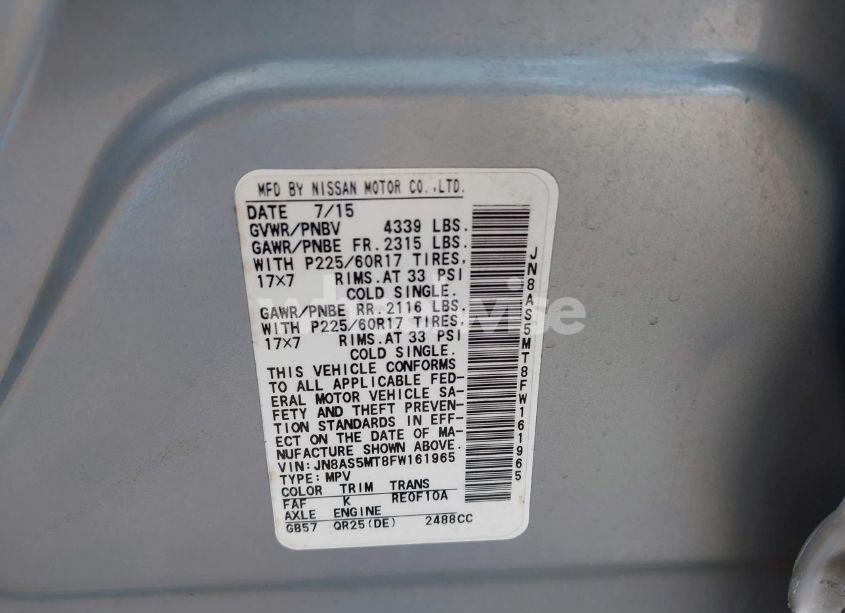 MFD BY NISSAN MOTOR CO.,LTD.
DATE 7/15
GVWR/PNBV 4339 LBS.
GAWR/PNBE FR. 2315 LBS.
WITH P225/60R17 TIRES,
17×7 RIMS.AT 33 PSI
COLD SINGLE.
GAWR/PNBE RR. 2116 LBS.
WITH P225/60R17 TIRES,
17×7 RIMS.AT 33 PSI
COLD SINGLE.
THIS VEHICLE CONFORMS
TO ALL APPLICABLE FED-
ERAL MOTOR VEHICLE SA-
FETY AND THEFT PREVEN-
TION STANDARDS IN EFF-
ECT ON THE DATE OF MA-
NUFACTURE SHOWN ABOVE.
VIN:JN8AS5MT8FW161965
TYPE:MPV
COLOR TRIM TRANS
FAF K RE0F10A
AXLE ENGINE
GB57 QR25(DE) 2488CC
JN8AS5MT8FW161965